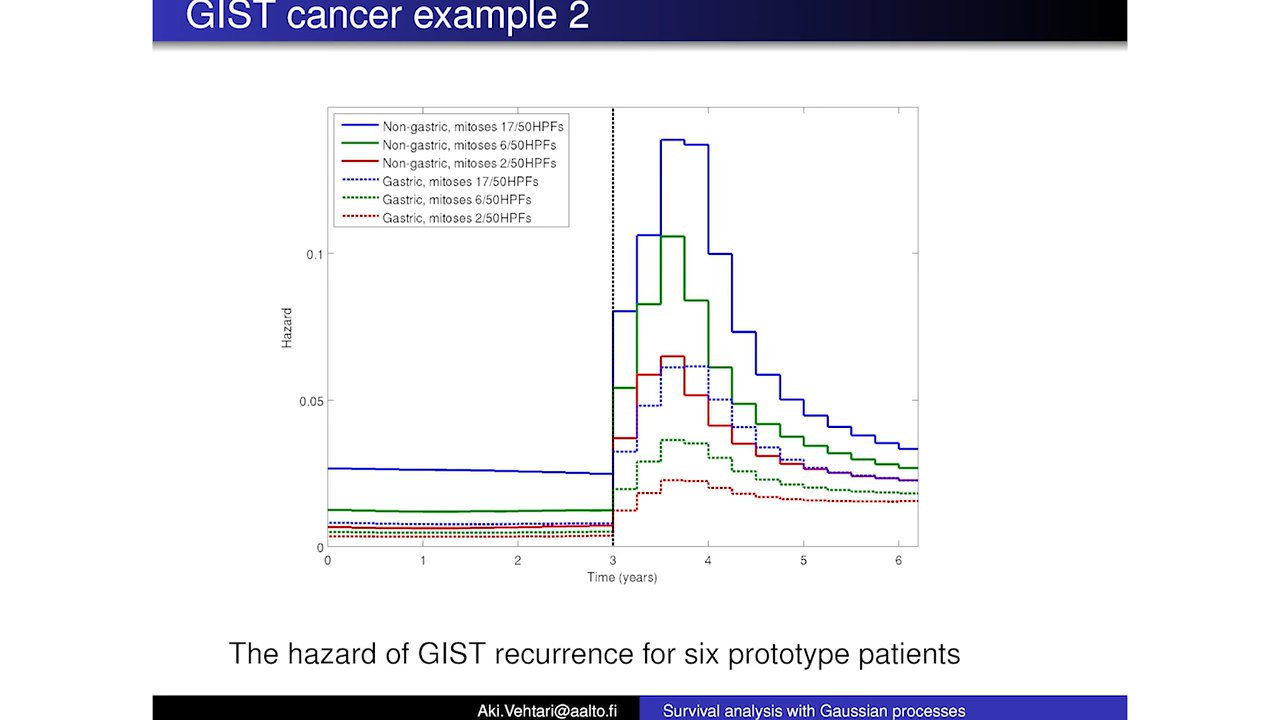 GIST cancer example 2
Non-gastric, mitoses 17/50HPFs
Non-gastric, mitoses 6/50HPFs
Non-gastric, mitoses 2/50HPFs
Gastric, mitoses 17/50HPFs
Gastric, mitoses 6/50HPFs
Gastric, mitoses 2/50HPFs
0.1
Hazard
0.05
0
0 1 2 3 4 5 6
Time (years)
The hazard of GIST recurrence for six prototype patients
Aki.Vehtari@aalto.fi Survival analysis with Gaussian processes